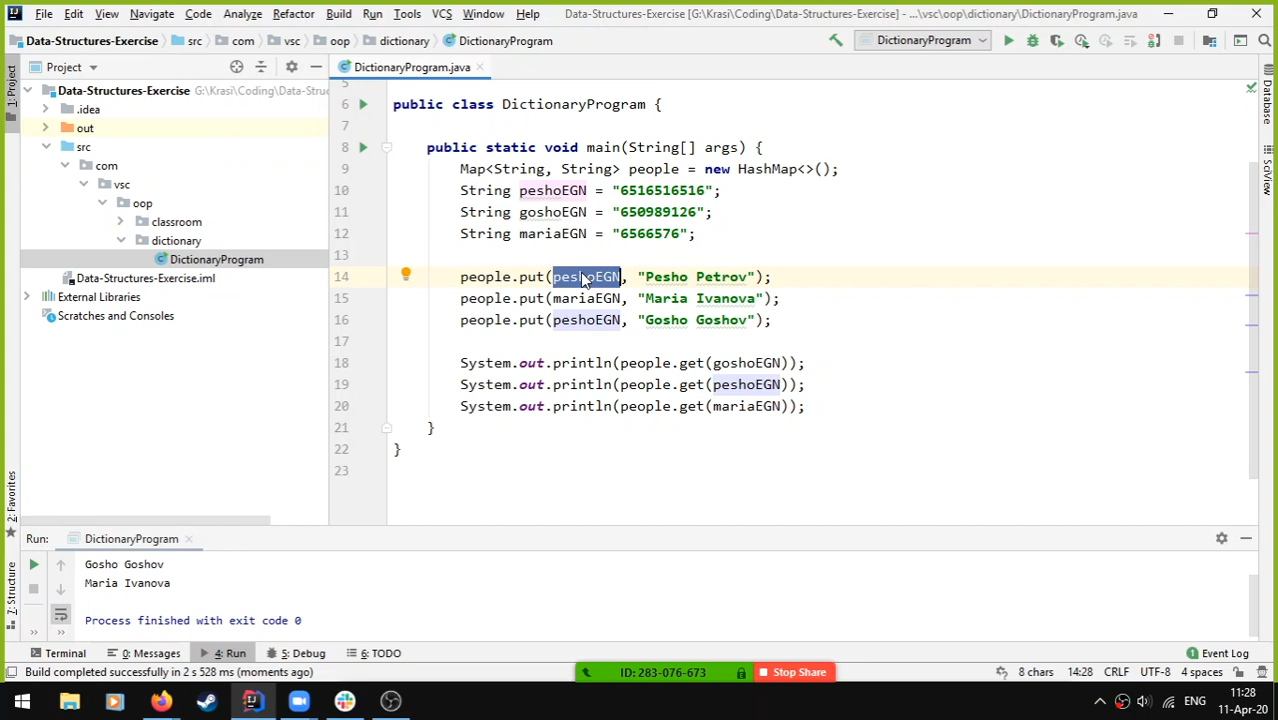 File Edit View Navigate Code Analyze Refactor Build Run Tools VCS Window Help Data-Structures-Exercise [G:\Krasi\Coding\Data-Structures-Exercise] - ...\vsc\oop\dictionary\DictionaryProgram.java
Data-Structures-Exercise src com vsc oop dictionary DictionaryProgram DictionaryProgram
Project DictionaryProgram.java
Data-Structures-Exercise G:\Krasi\Coding\Data-Stru
.idea
out
src
com
vsc
oop
classroom
dictionary
DictionaryProgram
Data-Structures-Exercise.iml
External Libraries
Scratches and Consoles
1: Project
2: Favorites
7: Structure
5
6 public class DictionaryProgram {
7
8 public static void main(String[] args) {
9 Map<String, String> people = new HashMap<>();
10 String peshoEGN = "6516516516";
11 String goshoEGN = "650989126";
12 String mariaEGN = "6566576";
13
14 people.put(peshoEGN, "Pesho Petrov");
15 people.put(mariaEGN, "Maria Ivanova");
16 people.put(peshoEGN, "Gosho Goshov");
17
18 System.out.println(people.get(goshoEGN));
19 System.out.println(people.get(peshoEGN));
20 System.out.println(people.get(mariaEGN));
21 }
22 }
23
Database
SciView
Run: DictionaryProgram
Gosho Goshov
Maria Ivanova
Process finished with exit code 0
Terminal 0: Messages 4: Run 5: Debug 6: TODO Event Log
Build completed successfully in 2 s 528 ms (moments ago) ID: 283-076-673 Stop Share 8 chars 14:28 CRLF UTF-8 4 spaces
ENG 11:28
11-Apr-20